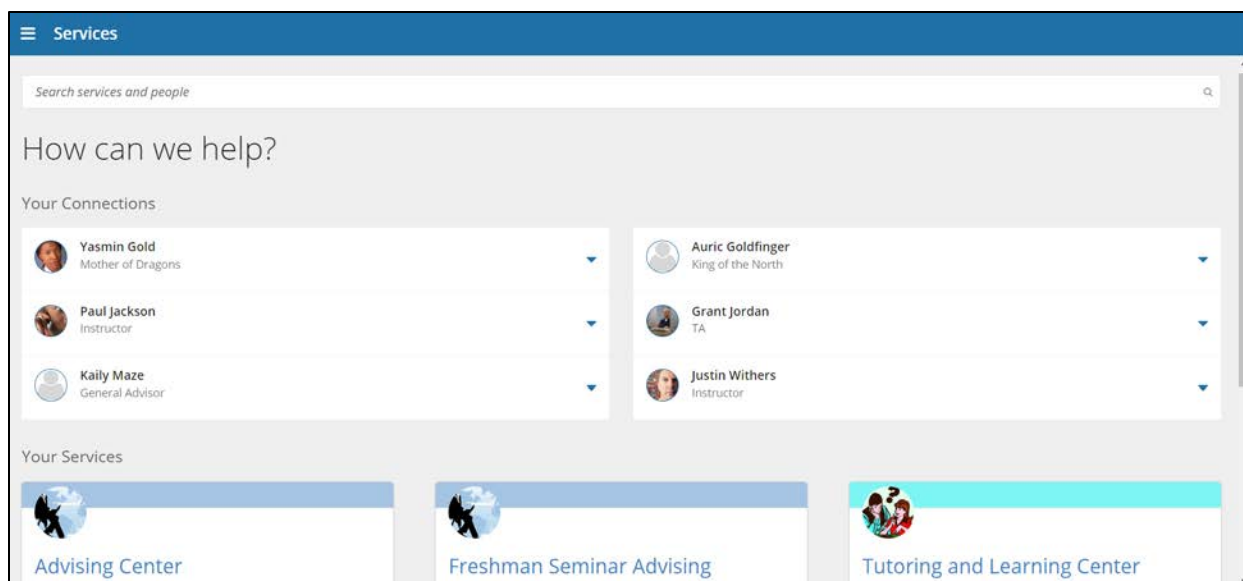 Services
Search services and people
How can we help?
Your Connections
Yasmin Gold
Mother of Dragons
Auric Goldfinger
King of the North
Paul Jackson
Instructor
Grant Jordan
TA
Kaily Maze
General Advisor
Justin Withers
Instructor
Your Services
?
Advising Center
Freshman Seminar Advising
Tutoring and Learning Center